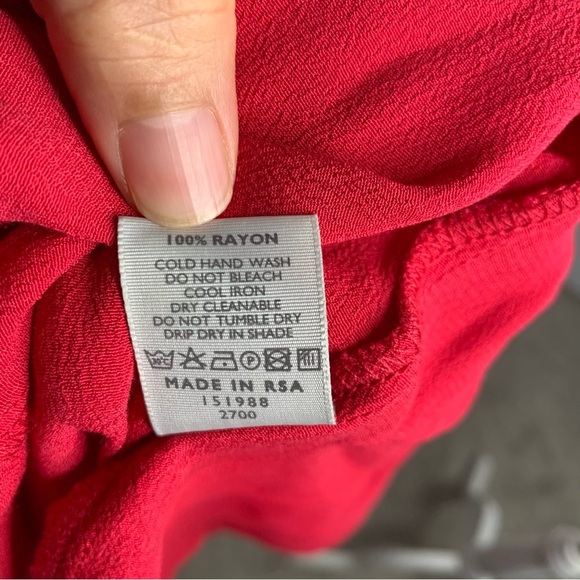 100% RAYON
COLD HAND WASH
DO NOT BLEACH
COOL IRON
DRY CLEANABLE
DO NOT TUMBLE DRY
DRIP DRY IN SHADE
MADE IN RSA
151988
2700